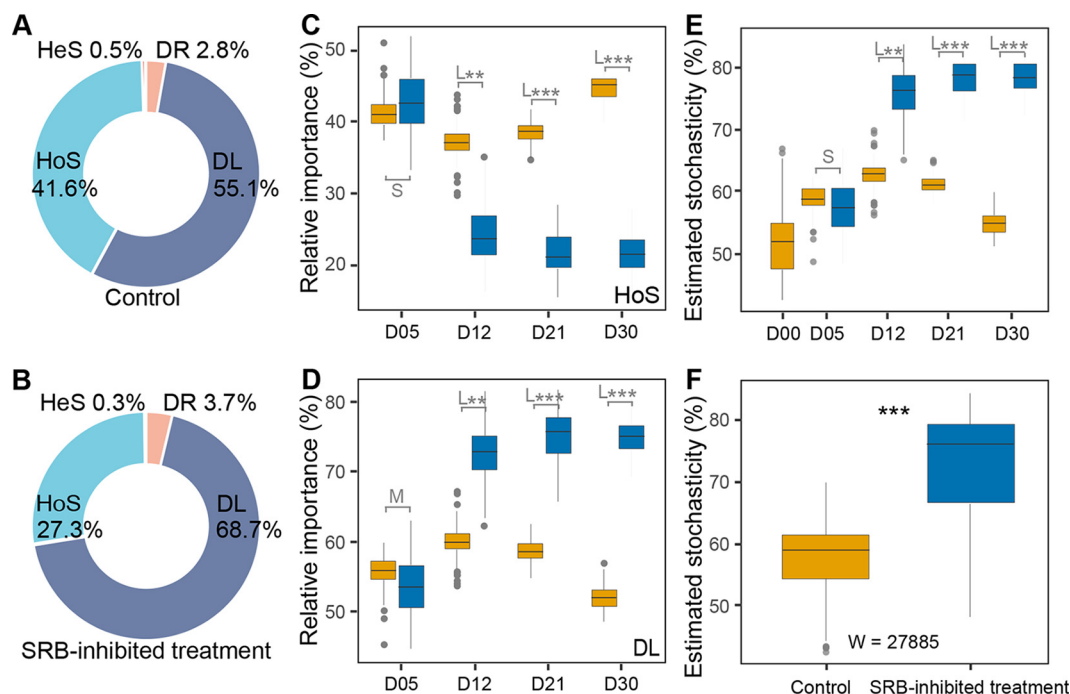 A
HeS 0.5%
DR 2.8%
HoS
41.6%
DL
55.1%
Control
B
HeS 0.3%
DR 3.7%
HoS
27.3%
DL
68.7%
SRB-inhibited treatment
C
Relative importance (%)
50
40
30
20
S
L**
L***
L***
HoS
D05 D12 D21 D30
D
Relative importance (%)
80
70
60
50
M
L**
L***
L***
DL
D05 D12 D21 D30
E
Estimated stochasticity (%)
80
70
60
50
S
L**
L***
L***
D00 D05 D12 D21 D30
F
Estimated stochasticity (%)
80
70
60
50
***
W = 27885
Control SRB-inhibited treatment